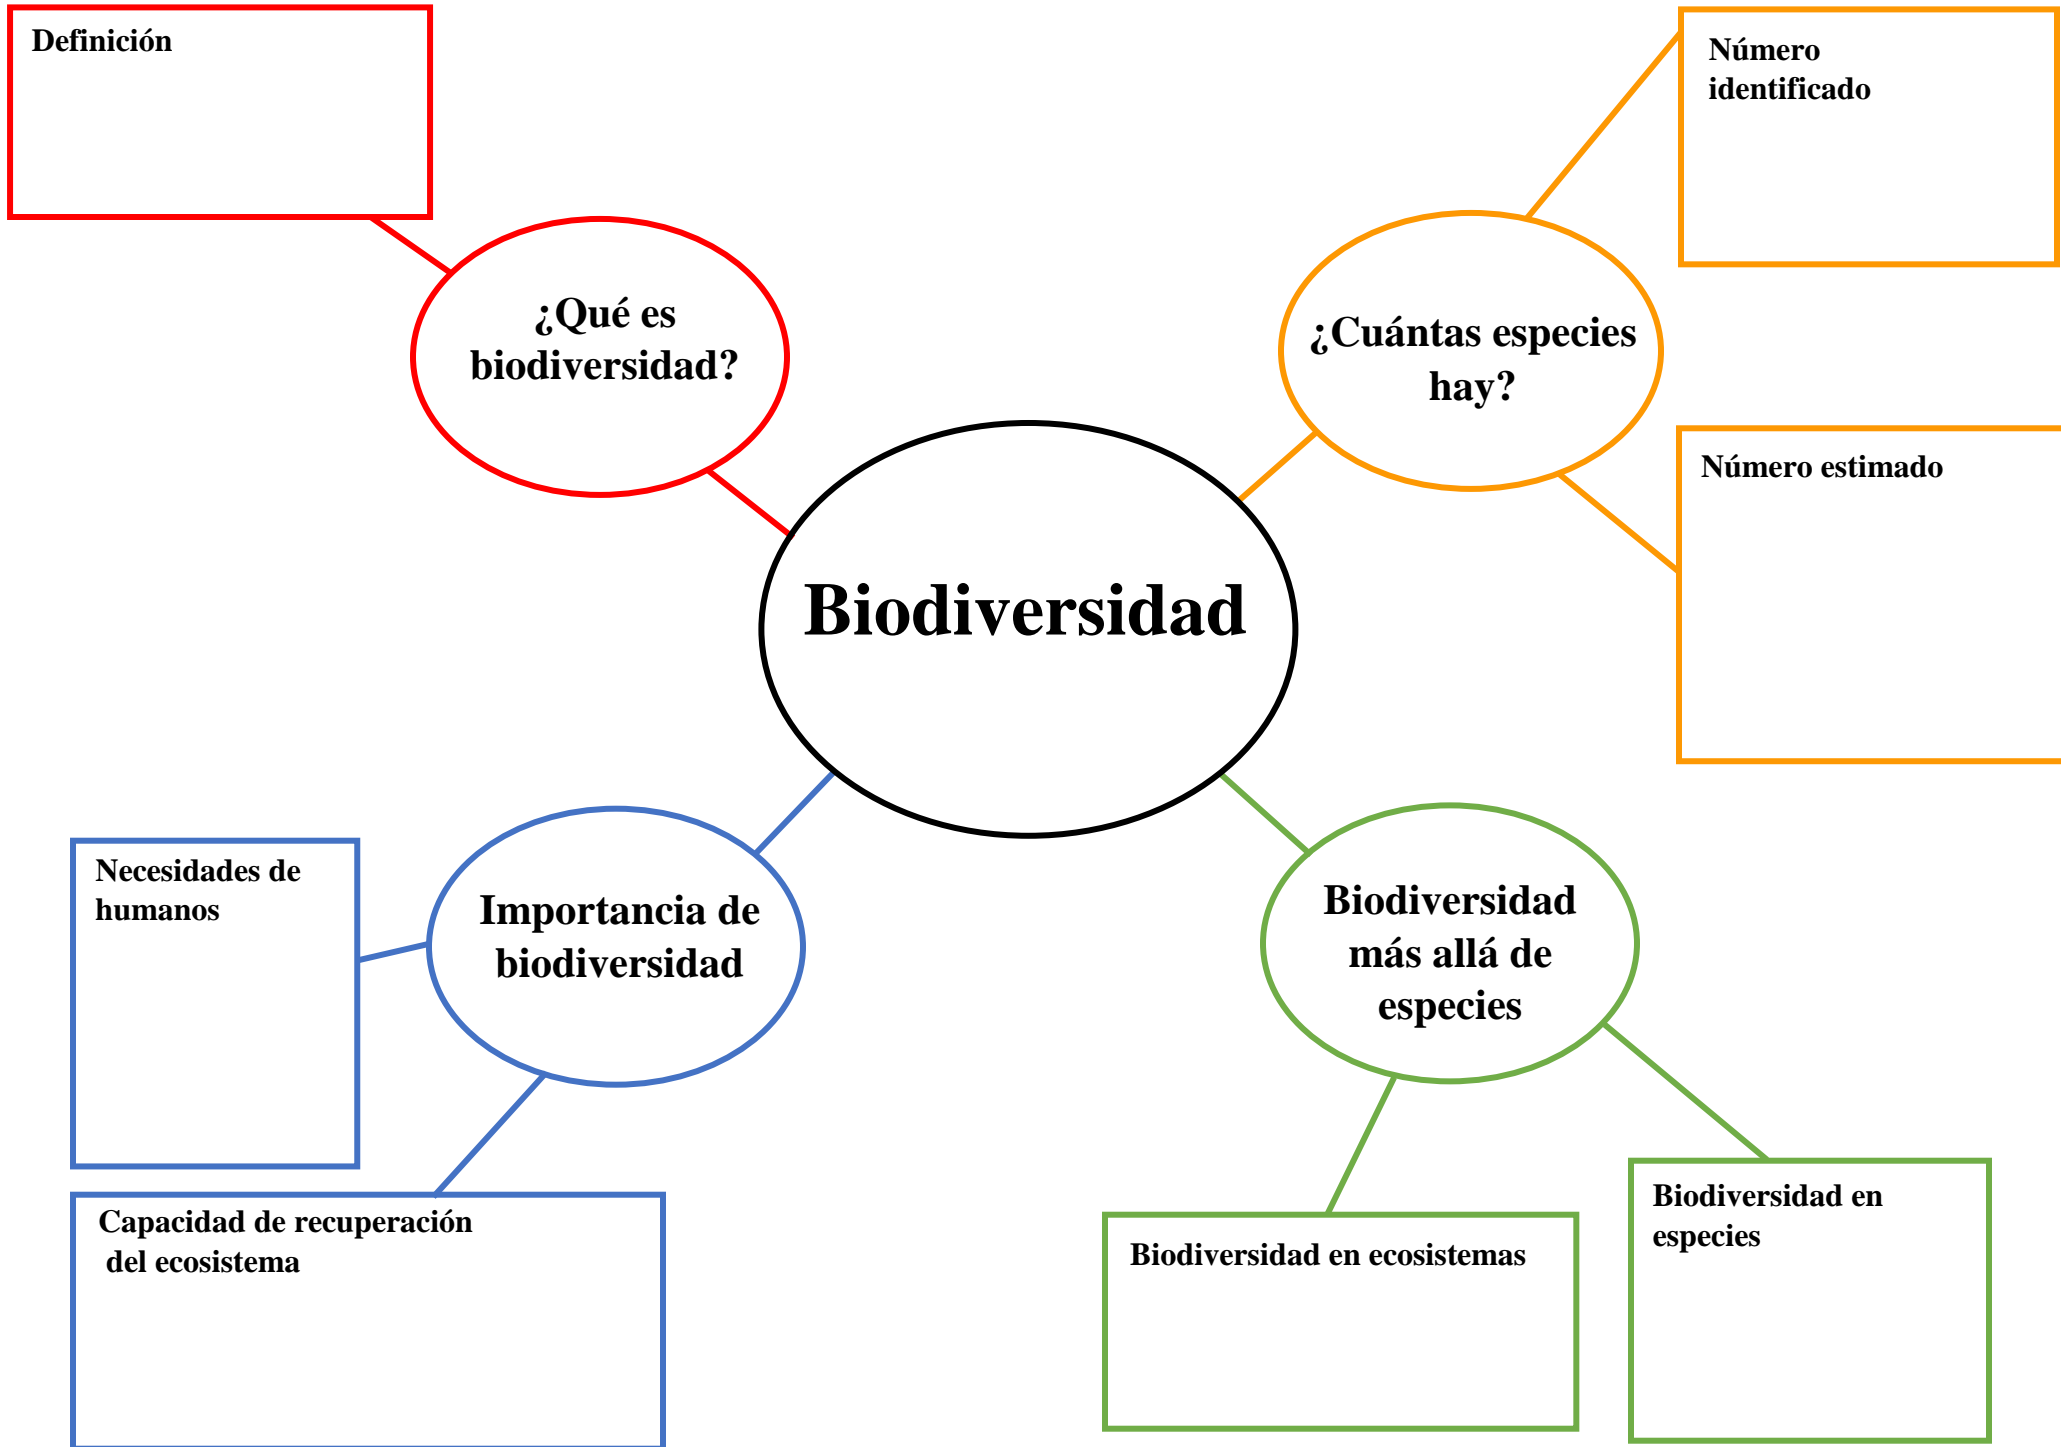 Definición
¿Qué es
biodiversidad?
Número
identificado
¿Cuántas especies
hay?
Número estimado
Biodiversidad
Necesidades de
humanos
Importancia de
biodiversidad
Capacidad de recuperación
del ecosistema
Biodiversidad
más allá de
especies
Biodiversidad en ecosistemas
Biodiversidad en
especies